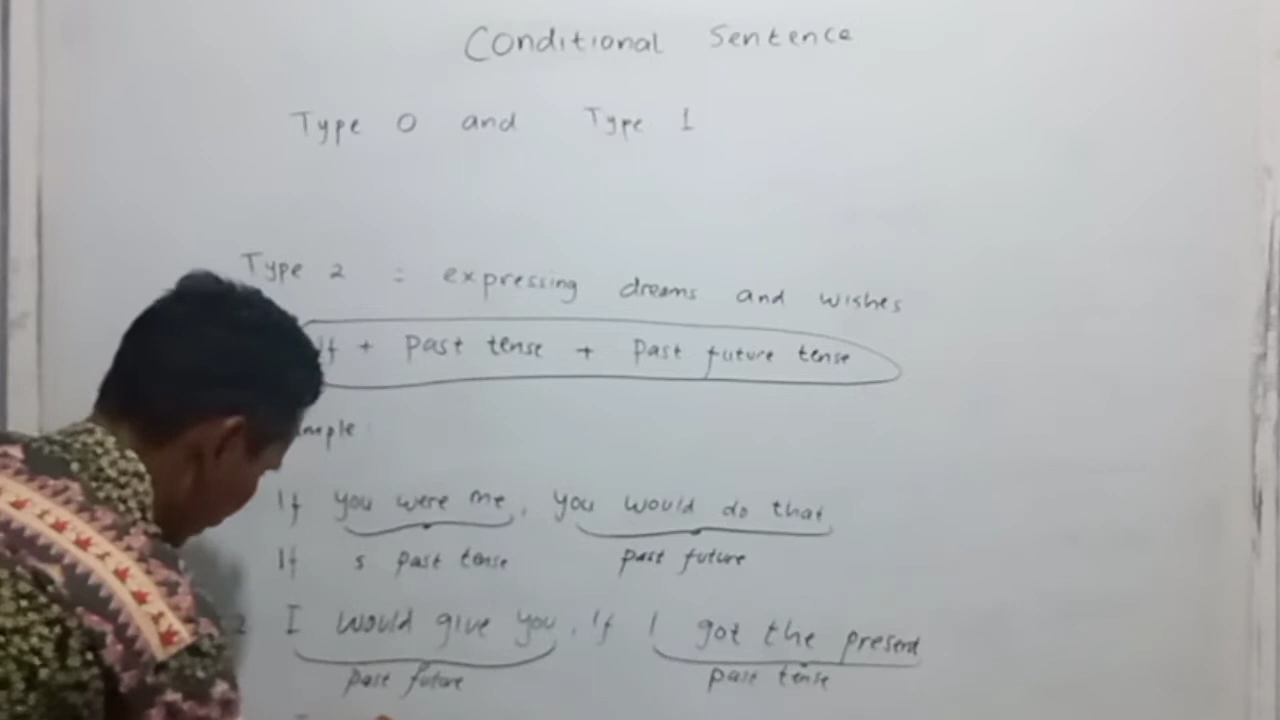 Conditional Sentence
Type 0 and Type 1
Type 2 : expressing dreams and wishes
If + past tense + Past future tense
If you were me, you would do that
If s past tense past future
2 I would give you, if I got the present
past future past tense